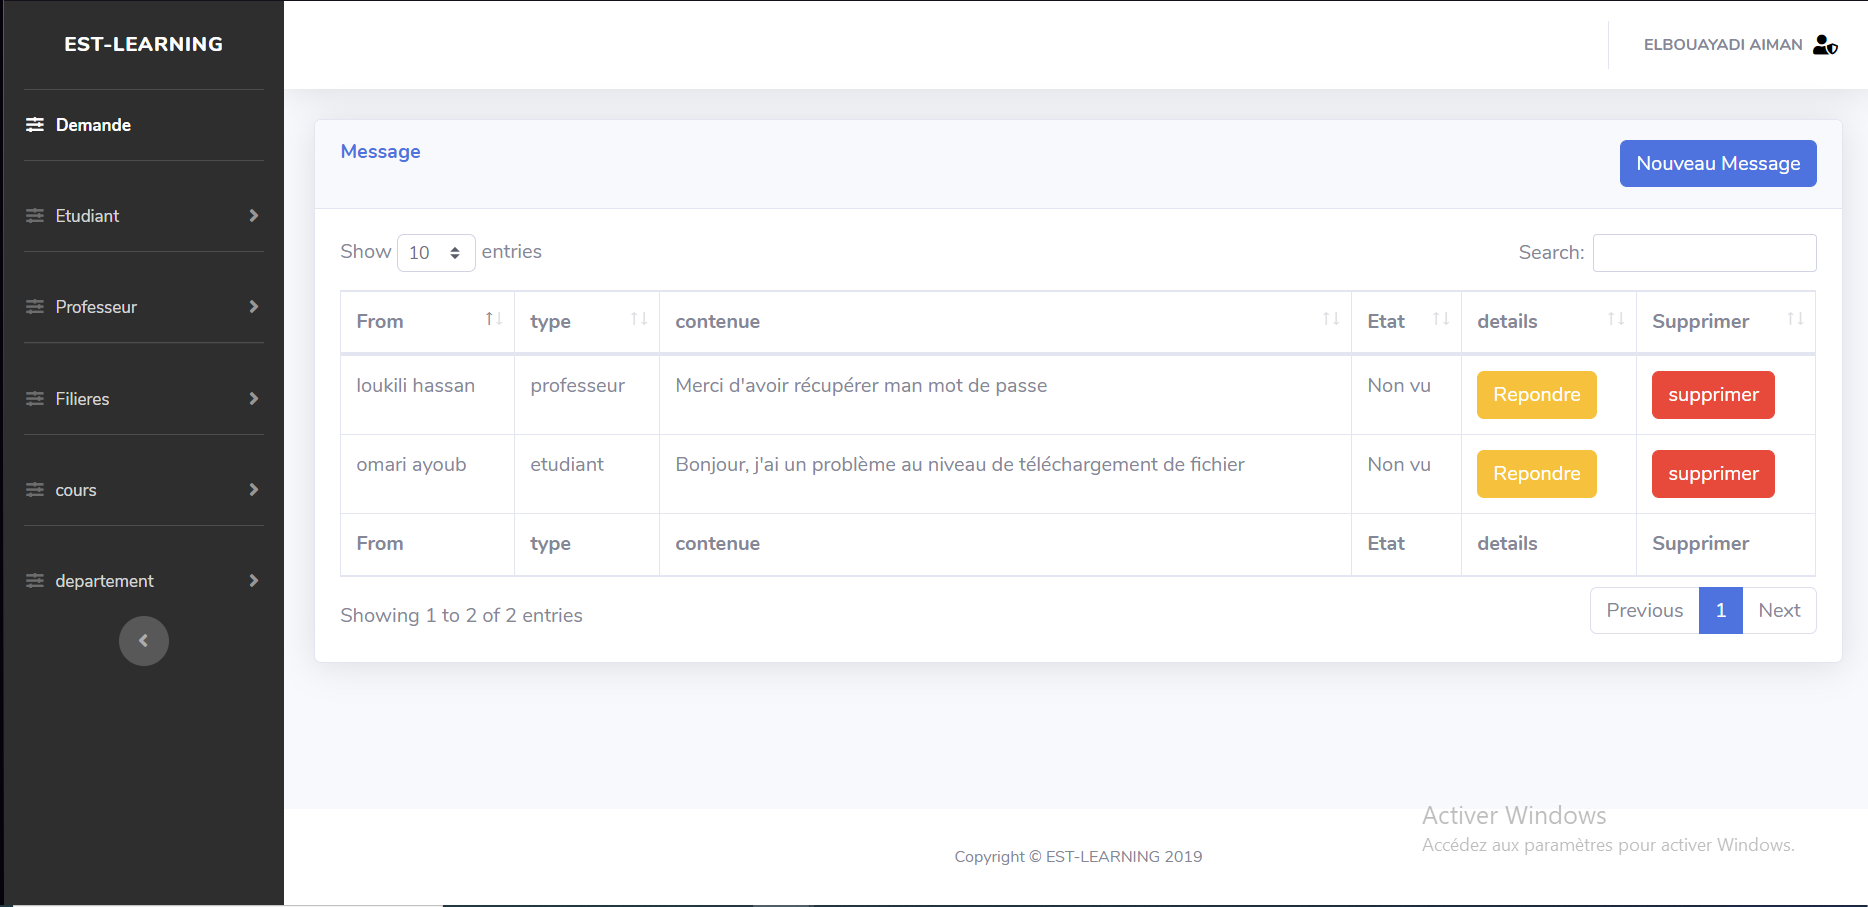 EST-LEARNING
ELBOUAYADI AIMAN
Demande
Etudiant
Professeur
Filieres
cours
departement
Message
Nouveau Message
Show 10 entries
Search:
From type contenue Etat details Supprimer
loukili hassan professeur Merci d'avoir récupérer man mot de passe Non vu Repondre supprimer
omari ayoub etudiant Bonjour, j'ai un problème au niveau de téléchargement de fichier Non vu Repondre supprimer
From type contenue Etat details Supprimer
Showing 1 to 2 of 2 entries
Previous 1 Next
Activer Windows
Accédez aux paramètres pour activer Windows.
Copyright © EST-LEARNING 2019